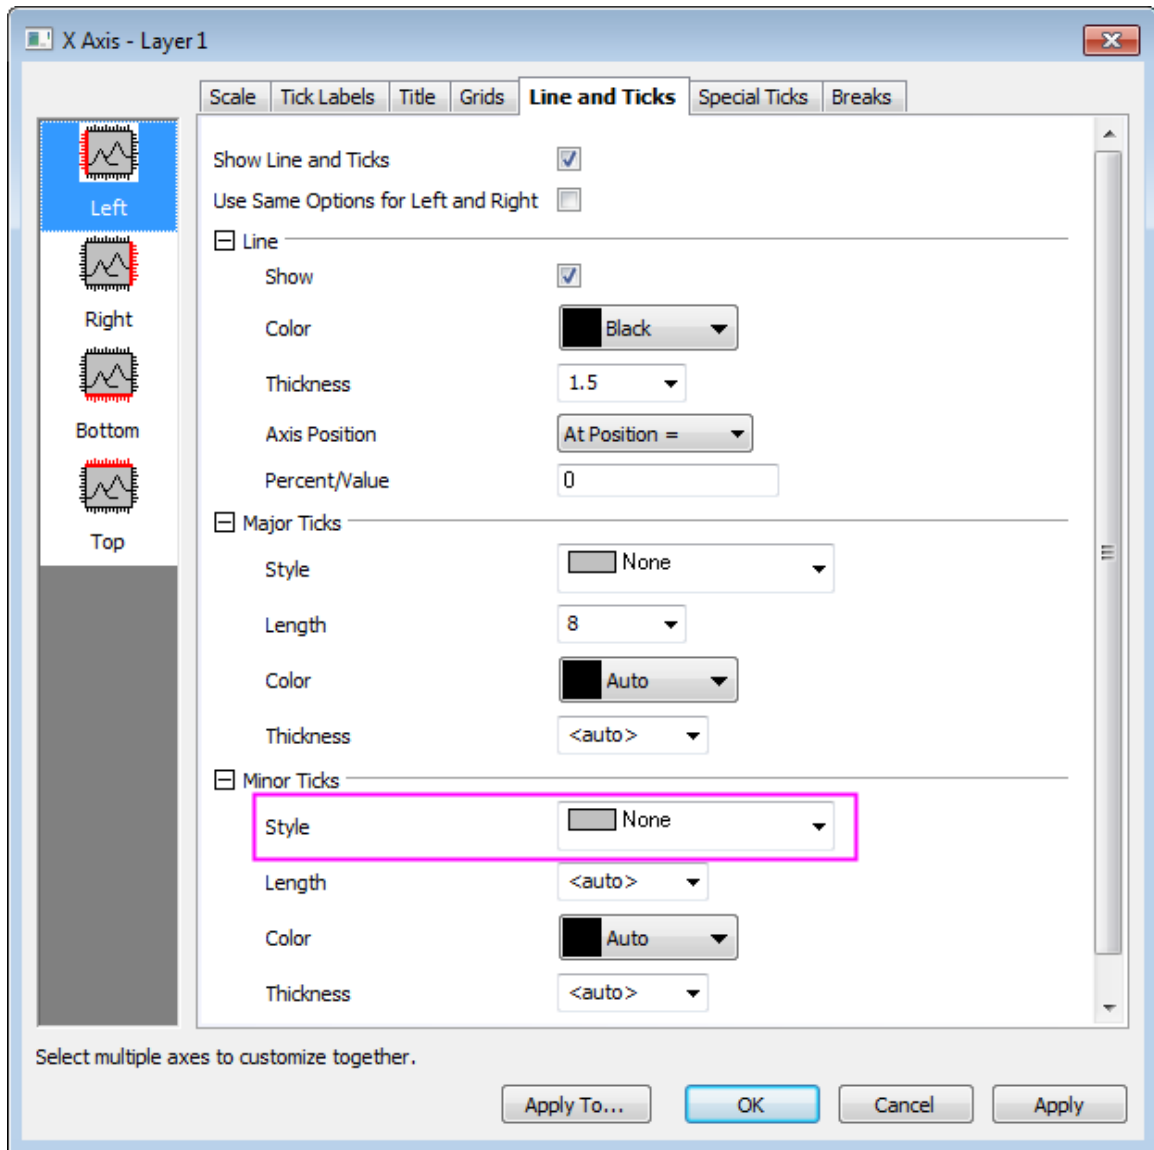 X Axis - Layer 1
Scale Tick Labels Title Grids Line and Ticks Special Ticks Breaks
Left
Right
Bottom
Top
Show Line and Ticks
Use Same Options for Left and Right
Line
Show
Color Black
Thickness 1.5
Axis Position At Position =
Percent/Value 0
Major Ticks
Style None
Length 8
Color Auto
Thickness <auto>
Minor Ticks
Style None
Length <auto>
Color Auto
Thickness <auto>
Select multiple axes to customize together.
Apply To... OK Cancel Apply